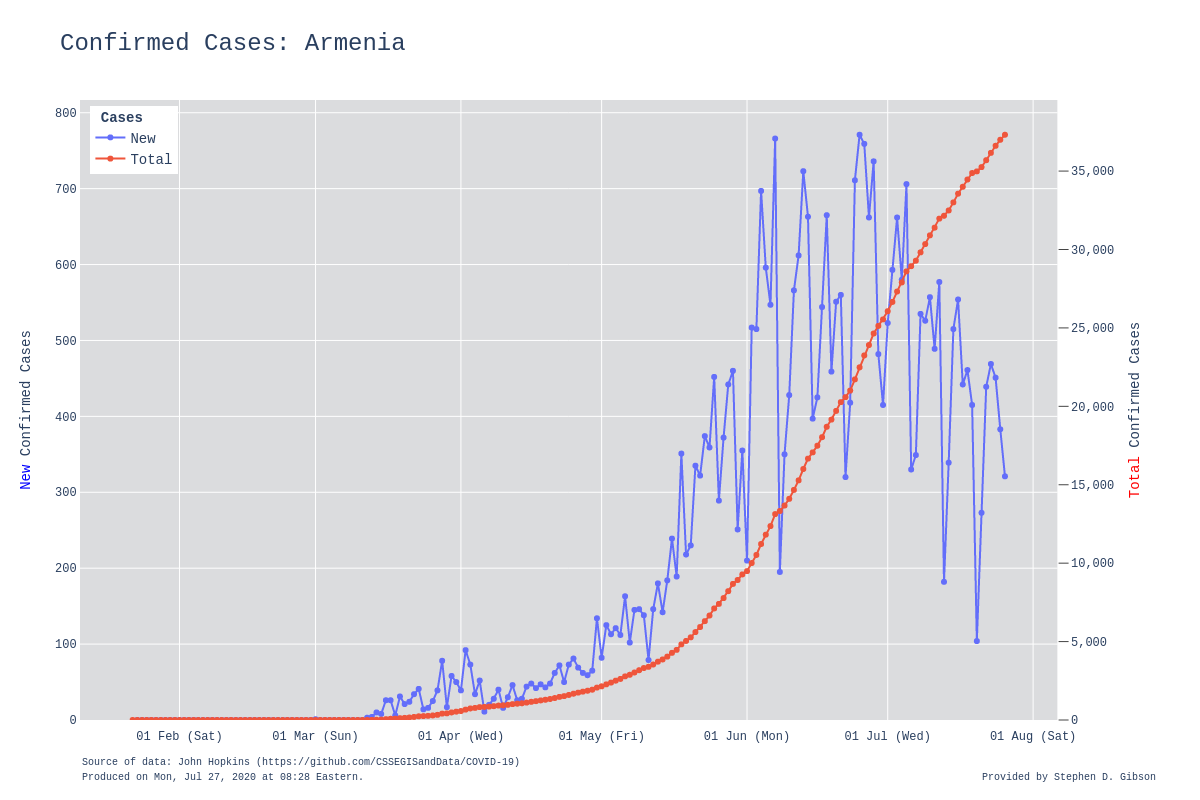 Confirmed Cases: Armenia
Cases
New
Total
800
700
600
500
400
300
200
100
0
35,000
30,000
25,000
20,000
15,000
10,000
5,000
0
New Confirmed Cases
Total Confirmed Cases
01 Feb (Sat)
01 Mar (Sun)
01 Apr (Wed)
01 May (Fri)
01 Jun (Mon)
01 Jul (Wed)
01 Aug (Sat)
Source of data: John Hopkins (https://github.com/CSSEGISandData/COVID-19)
Produced on Mon, Jul 27, 2020 at 08:28 Eastern.
Provided by Stephen D. Gibson